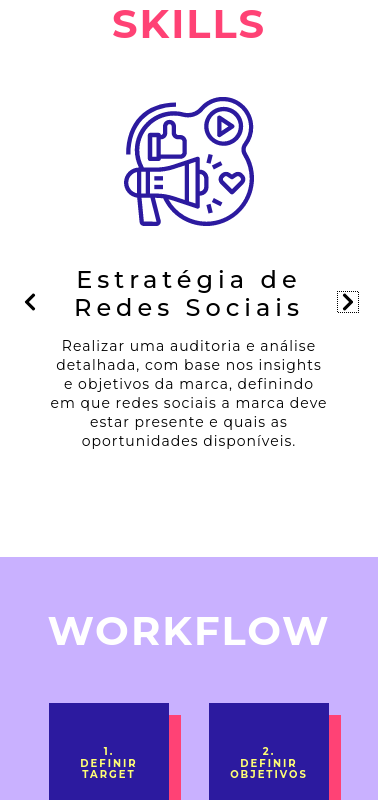 SKILLS
Estratégia de
Redes Sociais
Realizar uma auditoria e análise
detalhada, com base nos insights
e objetivos da marca, definindo
em que redes sociais a marca deve
estar presente e quais as
oportunidades disponíveis.
WORKFLOW
1.
DEFINIR
TARGET
2.
DEFINIR
OBJETIVOS